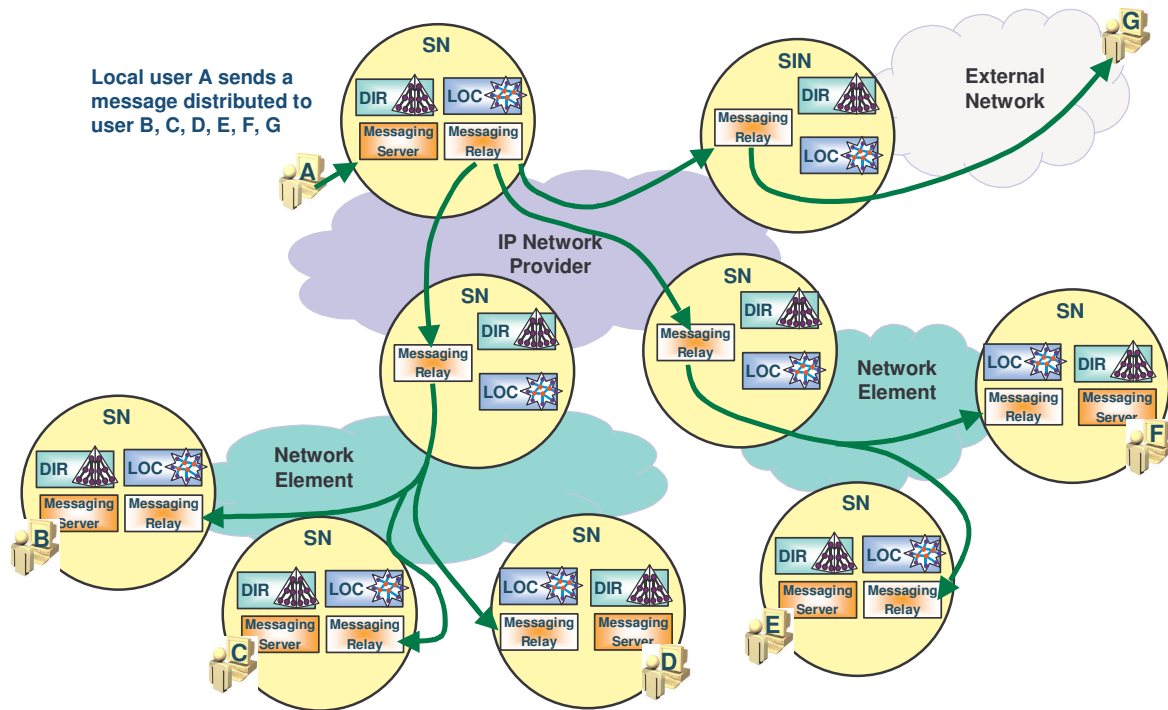 SN
DIR
LOC
Messaging
Server
Messaging
Relay
Local user A sends a
message distributed to
user B, C, D, E, F, G
A
SIN
DIR
Messaging
Relay
LOC
External
Network
G
IP Network
Provider
SN
DIR
Messaging
Relay
LOC
SN
DIR
Messaging
Relay
LOC
Network
Element
SN
LOC
DIR
Messaging
Relay
Messaging
Server
F
SN
DIR
LOC
Messaging
Server
Messaging
Relay
B
Network
Element
SN
DIR
LOC
Messaging
Server
Messaging
Relay
C
SN
LOC
DIR
Messaging
Relay
Messaging
Server
D
SN
DIR
LOC
Messaging
Server
Messaging
Relay
E